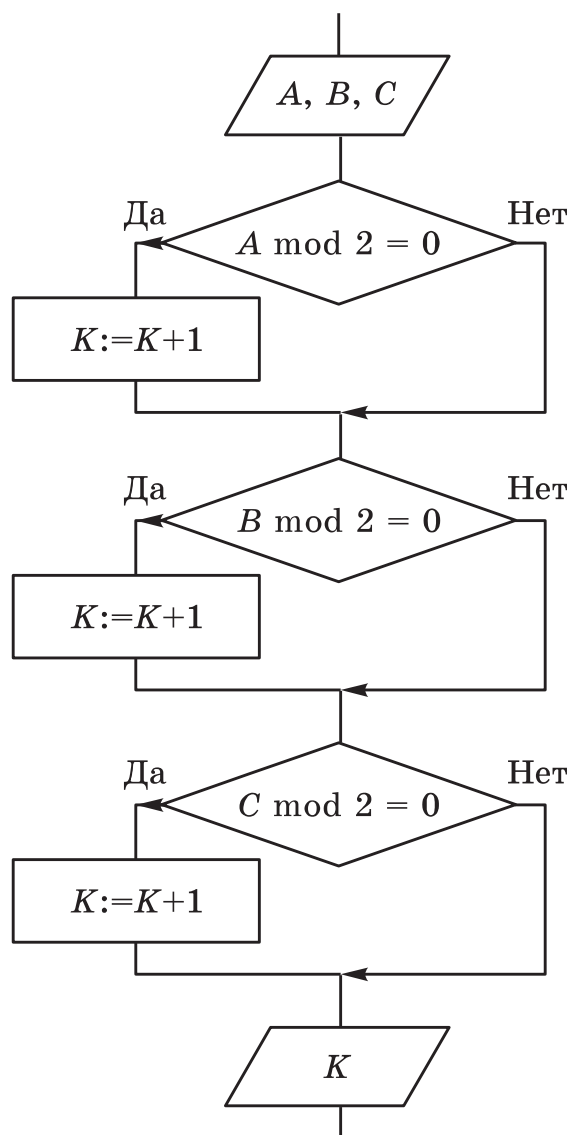 A, B, C
Да
Нет
A mod 2 = 0
K:=K+1
Да
Нет
B mod 2 = 0
K:=K+1
Да
Нет
C mod 2 = 0
K:=K+1
K